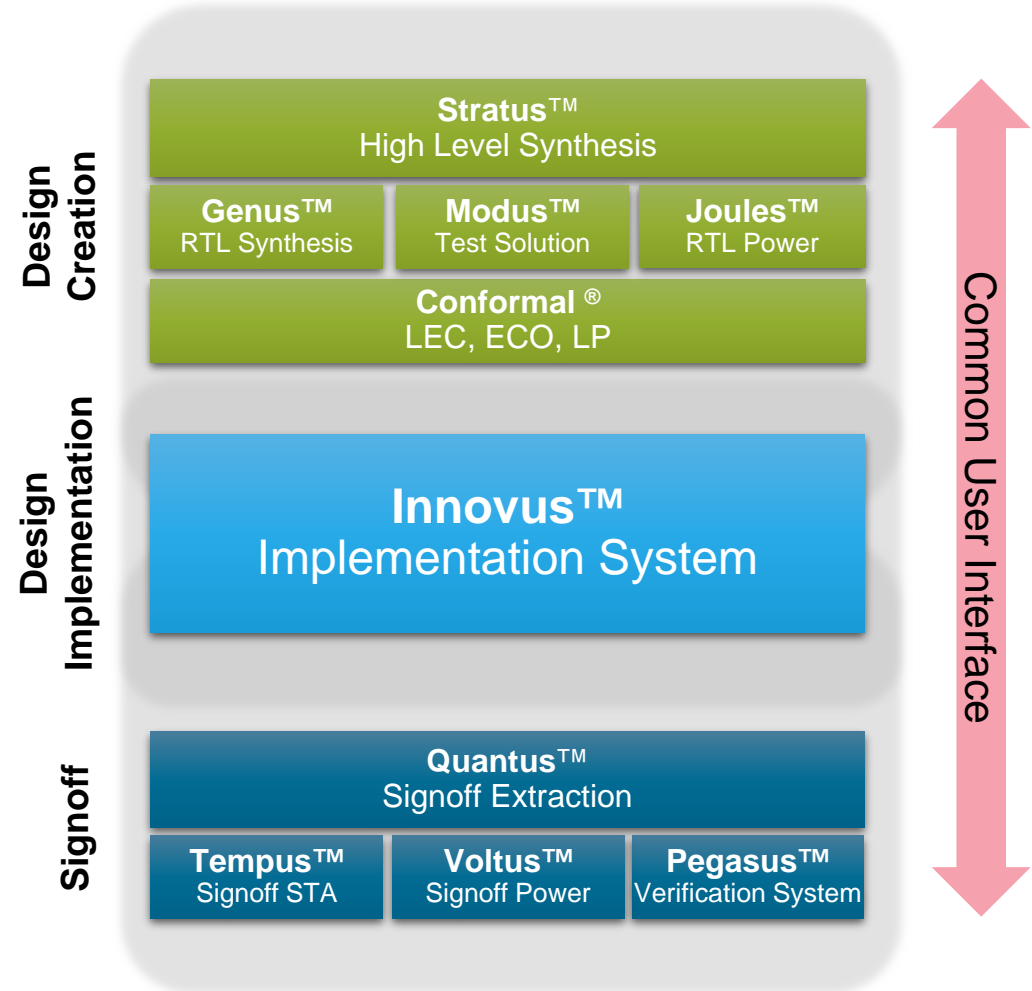 Design
Creation
Stratus™
High Level Synthesis
Genus™
RTL Synthesis
Modus™
Test Solution
Joules™
RTL Power
Conformal ®
LEC, ECO, LP
Design
Implementation
Innovus™
Implementation System
Signoff
Quantus™
Signoff Extraction
Tempus™
Signoff STA
Voltus™
Signoff Power
Pegasus™
Verification System
Common User Interface